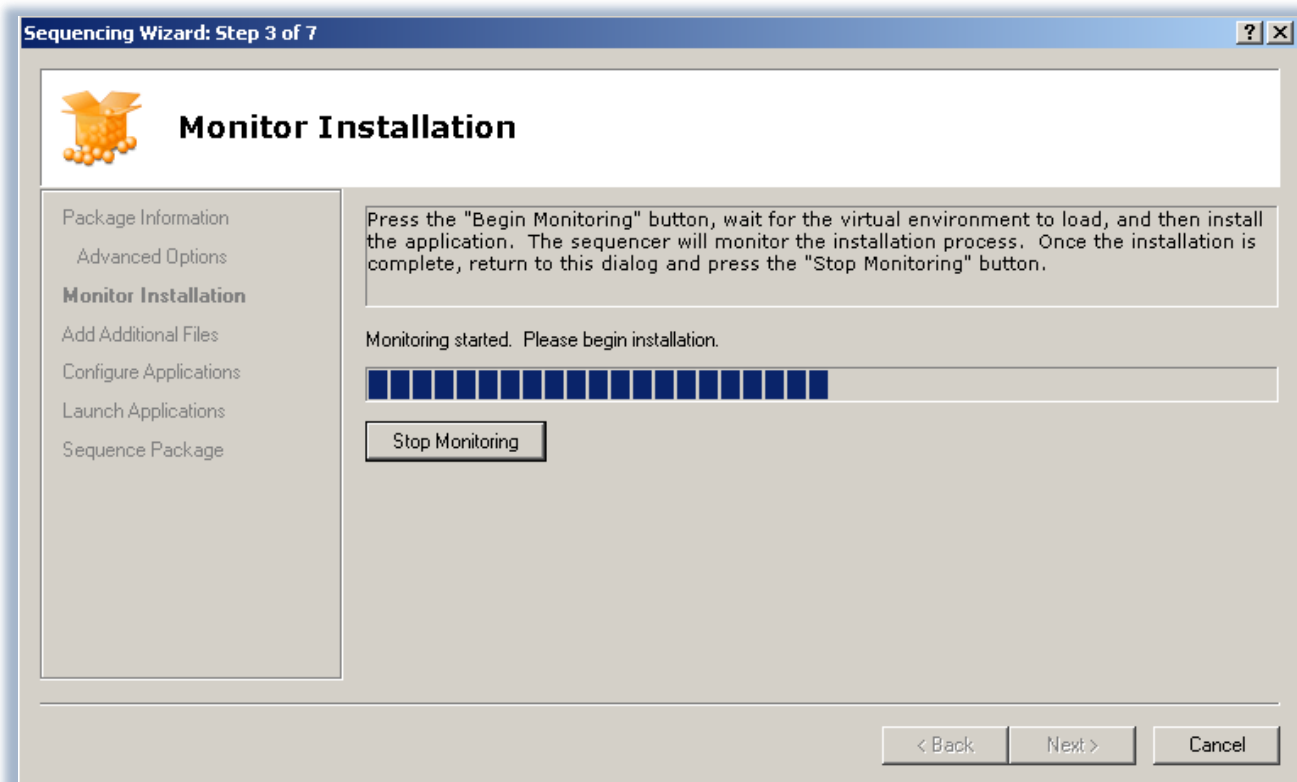 Sequencing Wizard: Step 3 of 7
Monitor Installation
Package Information
Advanced Options
Monitor Installation
Add Additional Files
Configure Applications
Launch Applications
Sequence Package
Press the "Begin Monitoring" button, wait for the virtual environment to load, and then install
the application.  The sequencer will monitor the installation process.  Once the installation is
complete, return to this dialog and press the "Stop Monitoring" button.
Monitoring started.  Please begin installation.
Stop Monitoring
< Back
Next >
Cancel